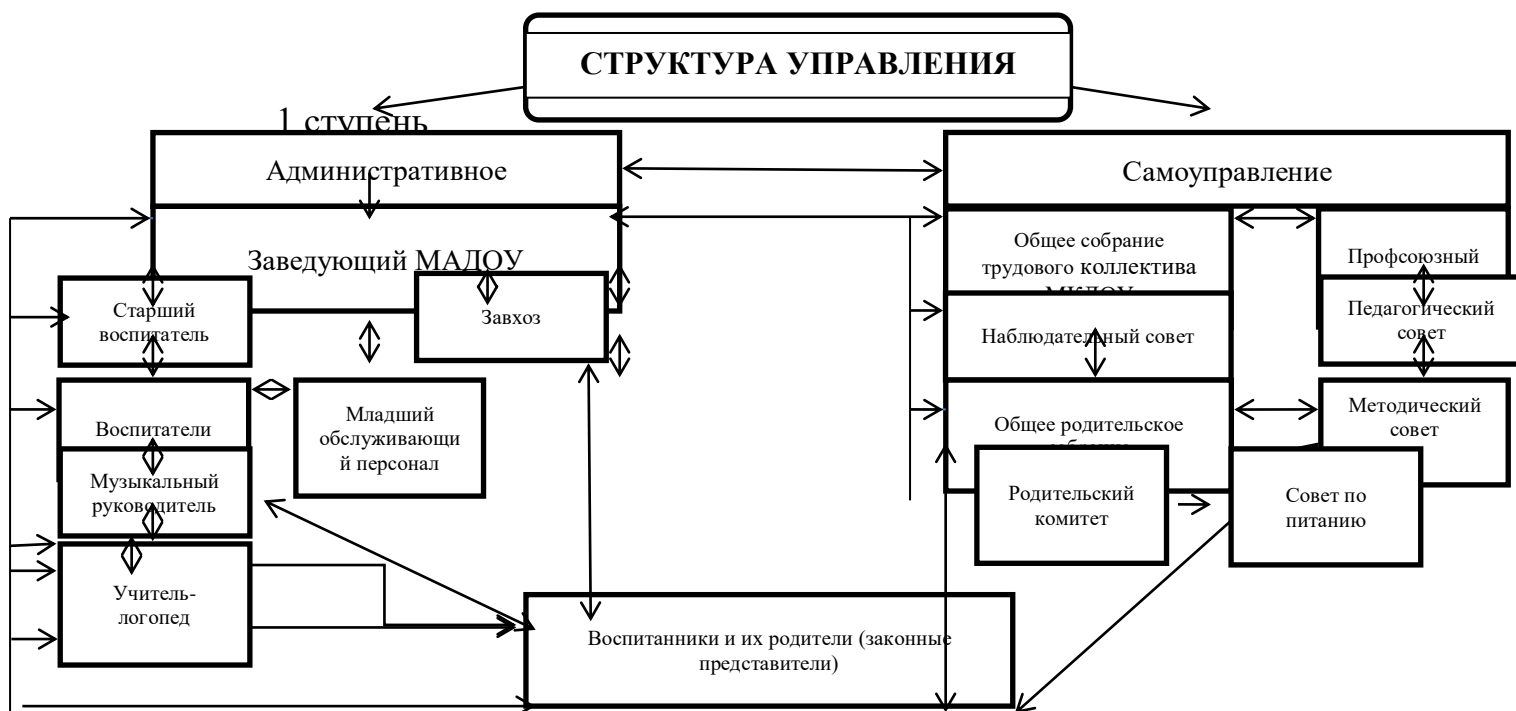 СТРУКТУРА УПРАВЛЕНИЯ
1 ступень
Административное
Заведующий МАДОУ
Старший
воспитатель
Завхоз
Воспитатели
Младший
обслуживающи
й персонал
Музыкальный
руководитель
Учитель-
логопед
Самоуправление
Общее собрание
трудового коллектива
Профсоюзный
Наблюдательный совет
Педагогический
совет
Общее родительское
Методический
совет
Родительский
комитет
Совет по
питанию
Воспитанники и их родители (законные
представители)